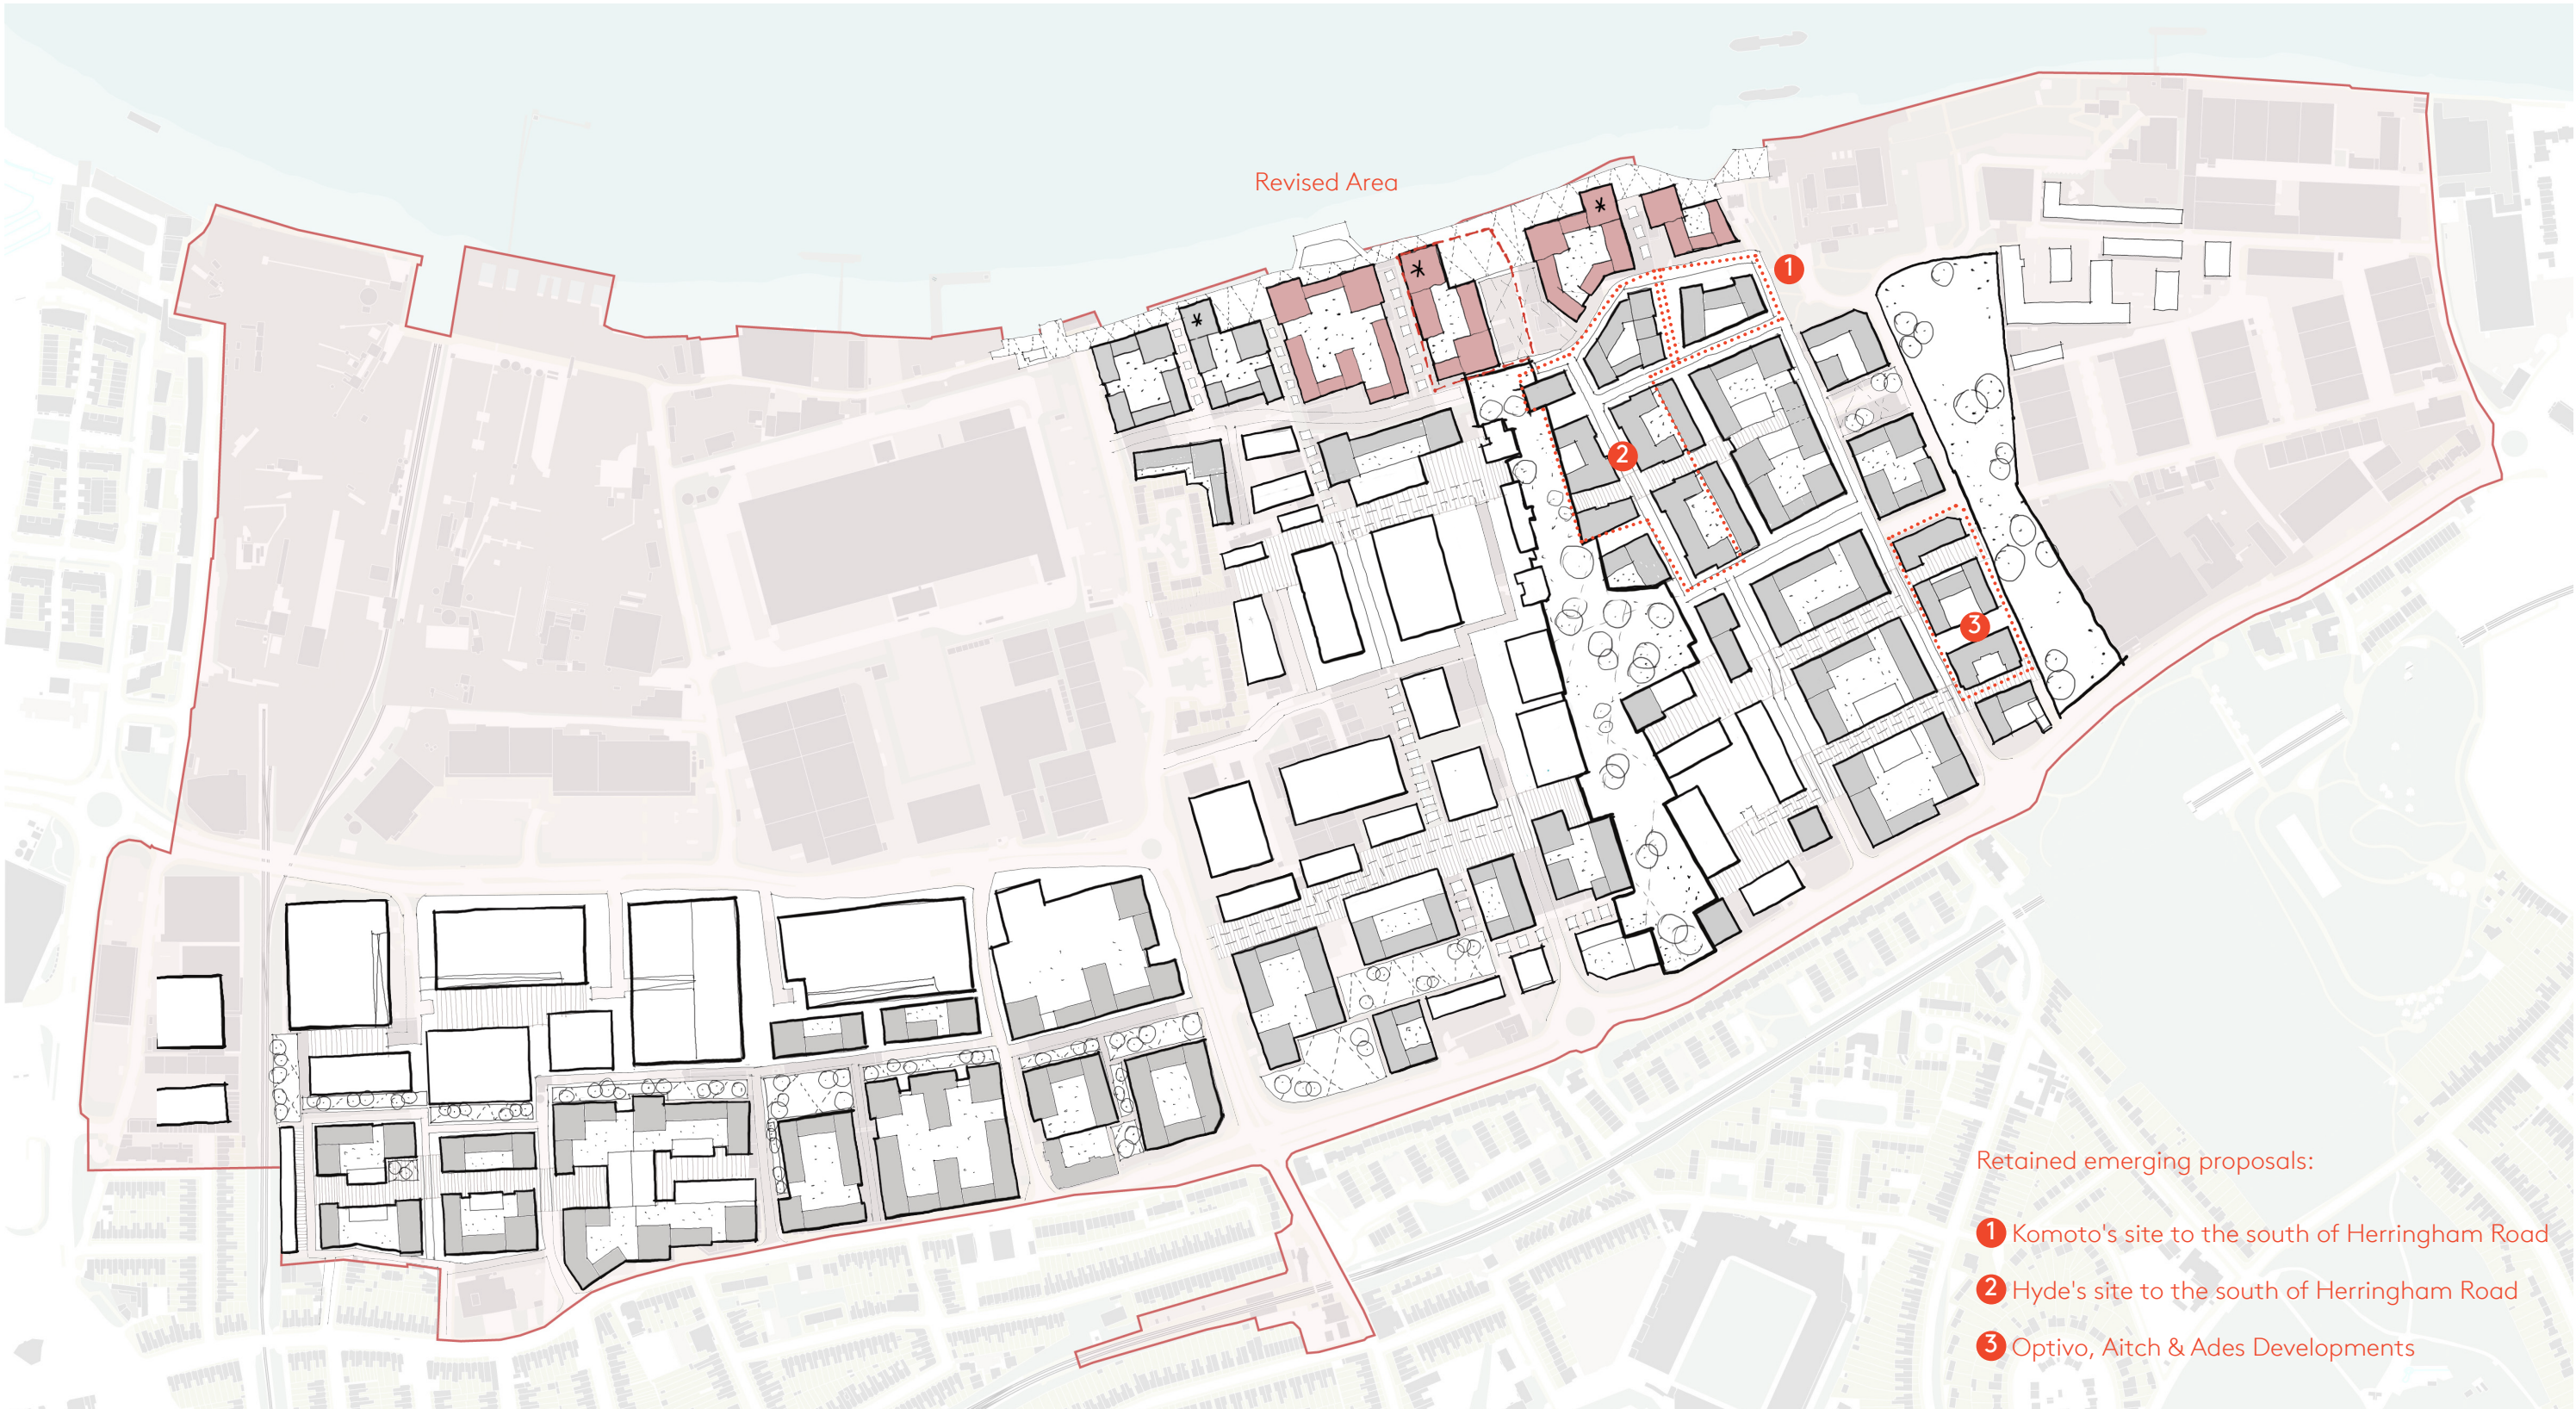 Revised Area
1
2
3
Retained emerging proposals:
1 Komoto's site to the south of Herringham Road
2 Hyde's site to the south of Herringham Road
3 Optivo, Aitch & Ades Developments